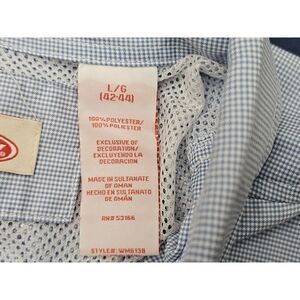 L/G
(42-44)
100% POLYESTER/
100% POLIESTER
EXCLUSIVE OF
DECORATION/
EXCLUYENDO LA
DECORACION
MADE IN SULTANATE
OF OMAN
HECHO EN SULTANATO
DE OMÁN
RN# 53166
STYLE#: WM6138